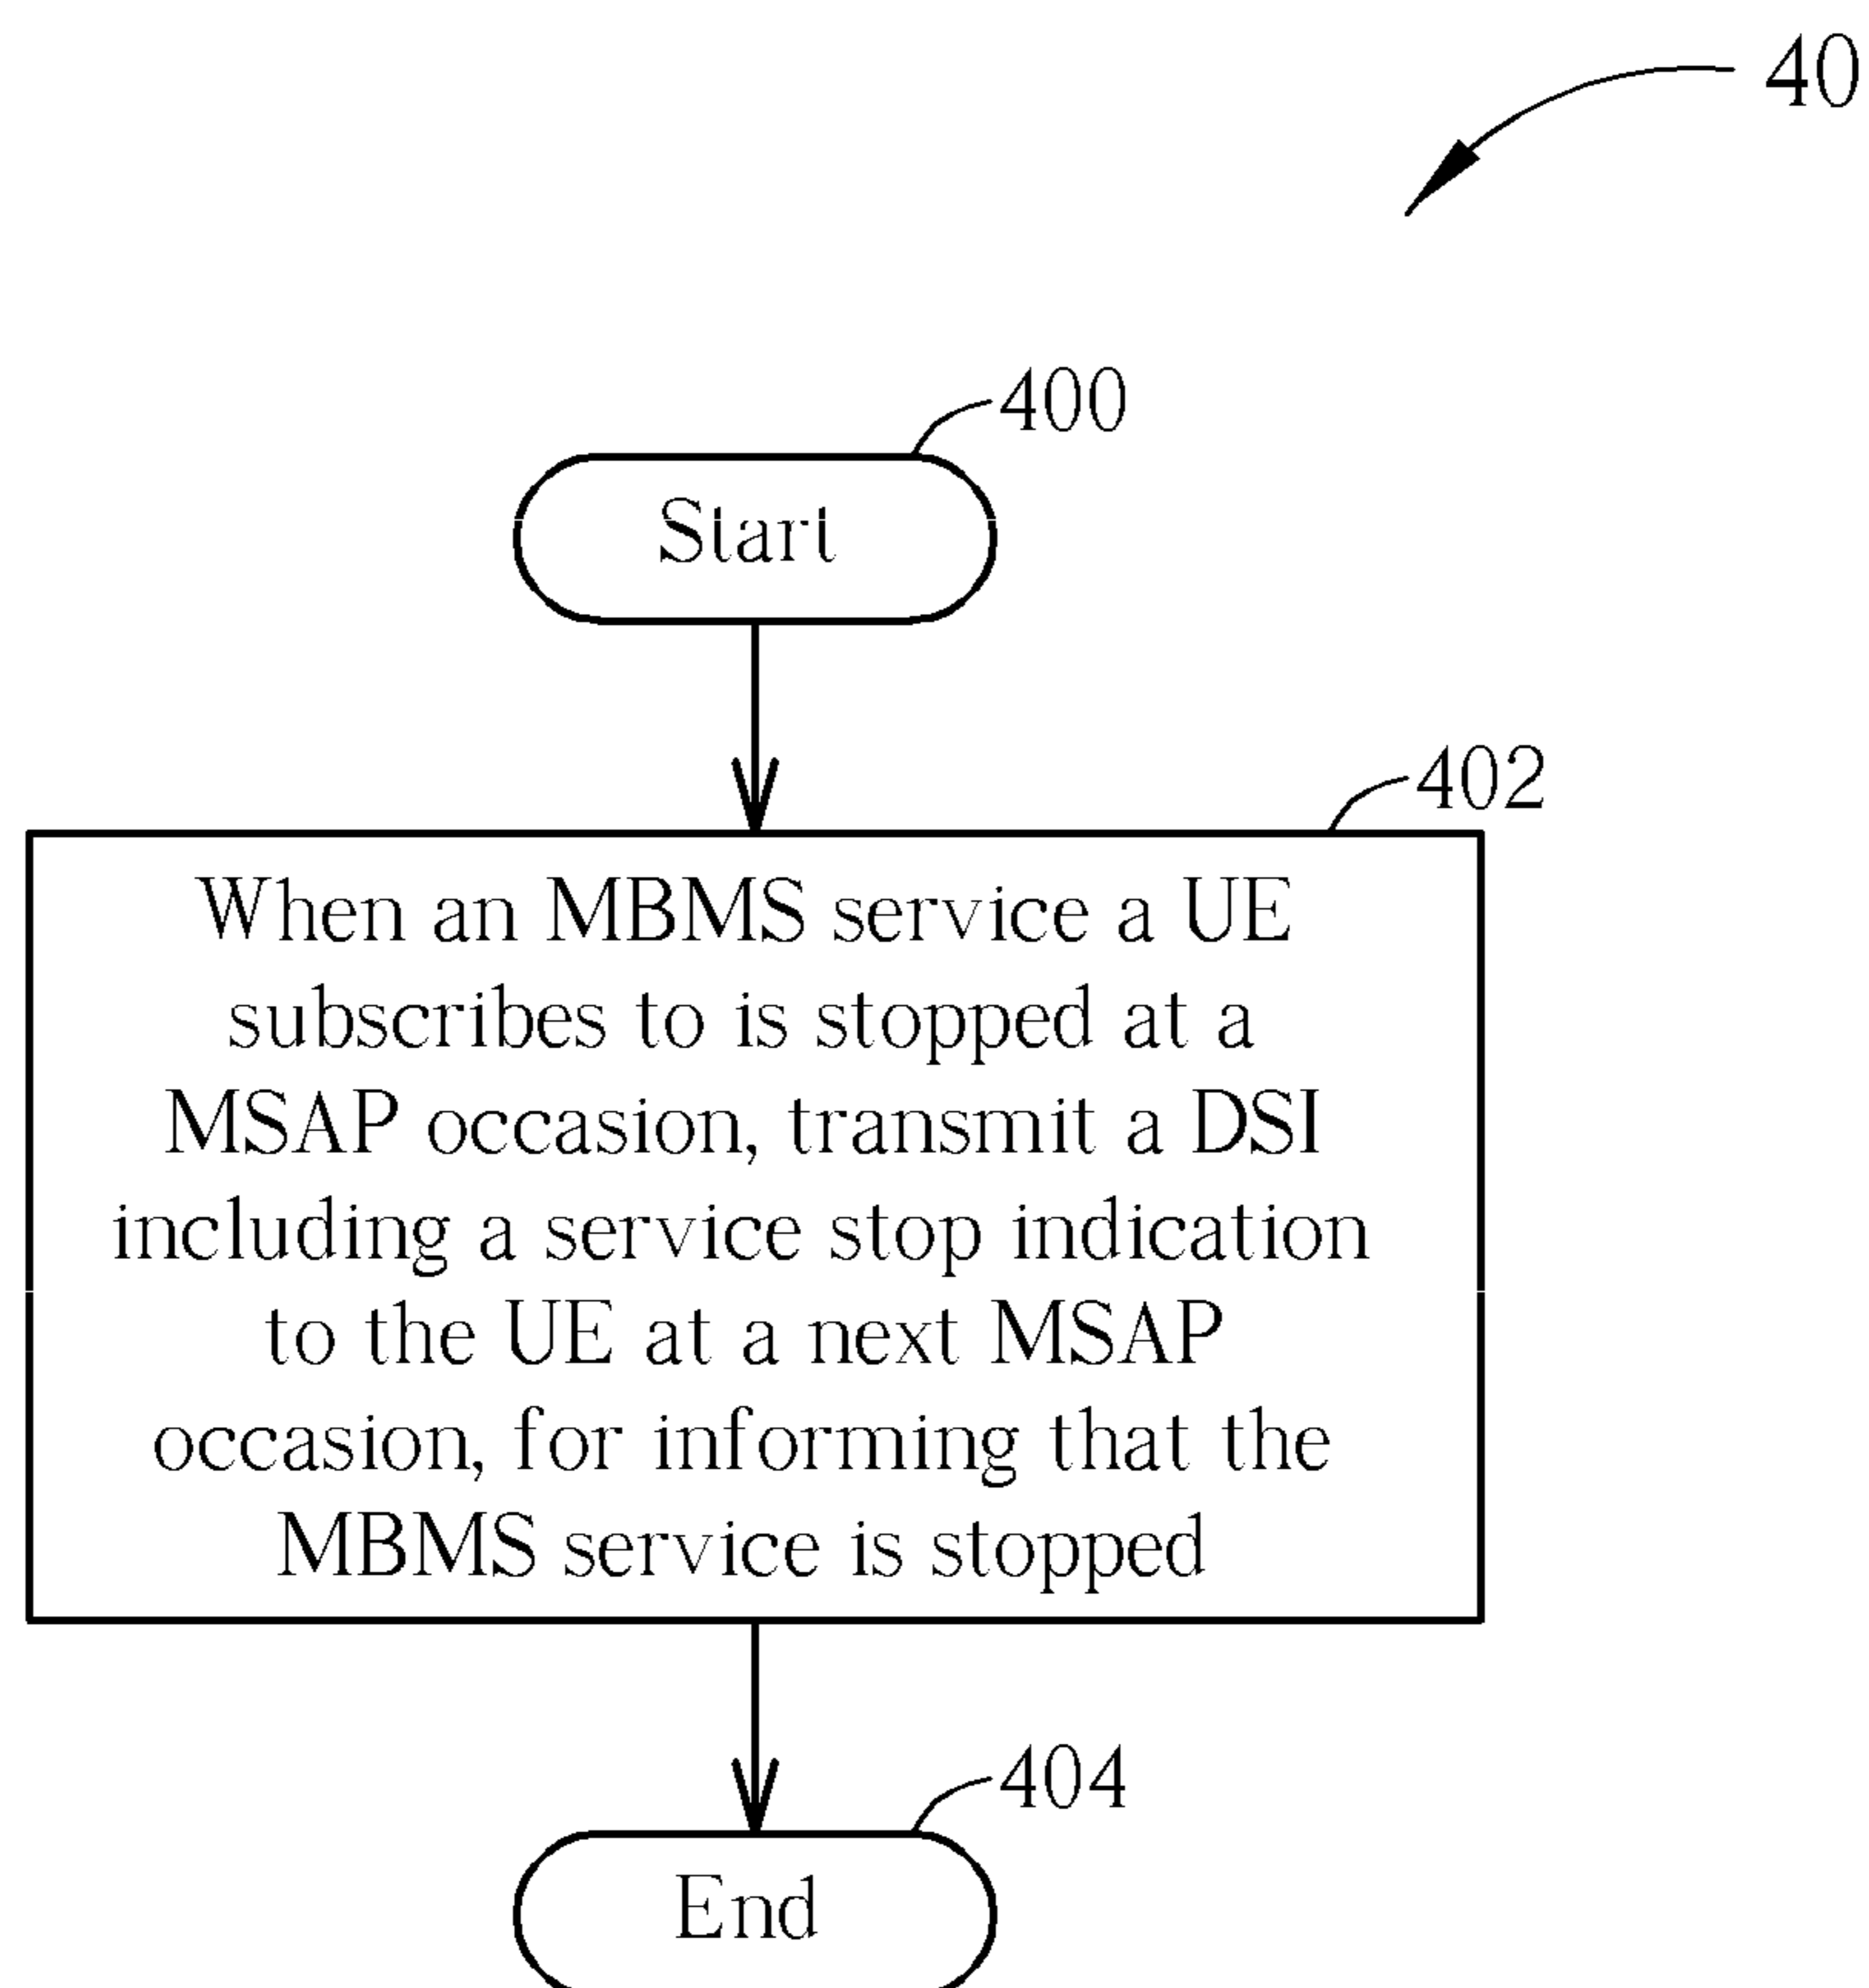 40
400
Start
402
When an MBMS service a UE
subscribes to is stopped at a
MSAP occasion, transmit a DSI
including a service stop indication
to the UE at a next MSAP
occasion, for informing that the
MBMS service is stopped
404
End